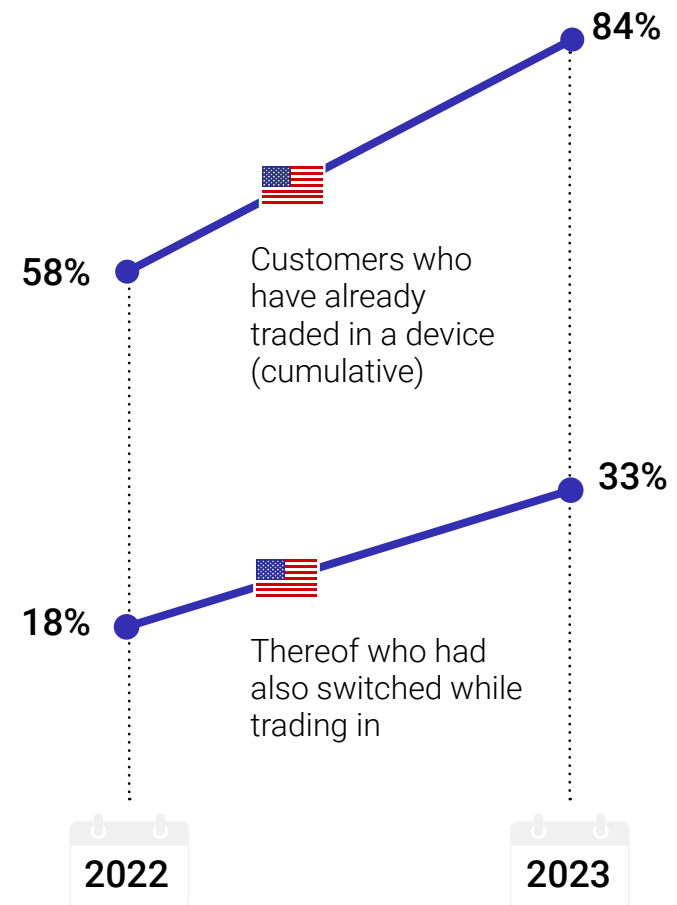 84%
58%
Customers who
have already
traded in a device
(cumulative)
33%
18%
Thereof who had
also switched while
trading in
2022
2023